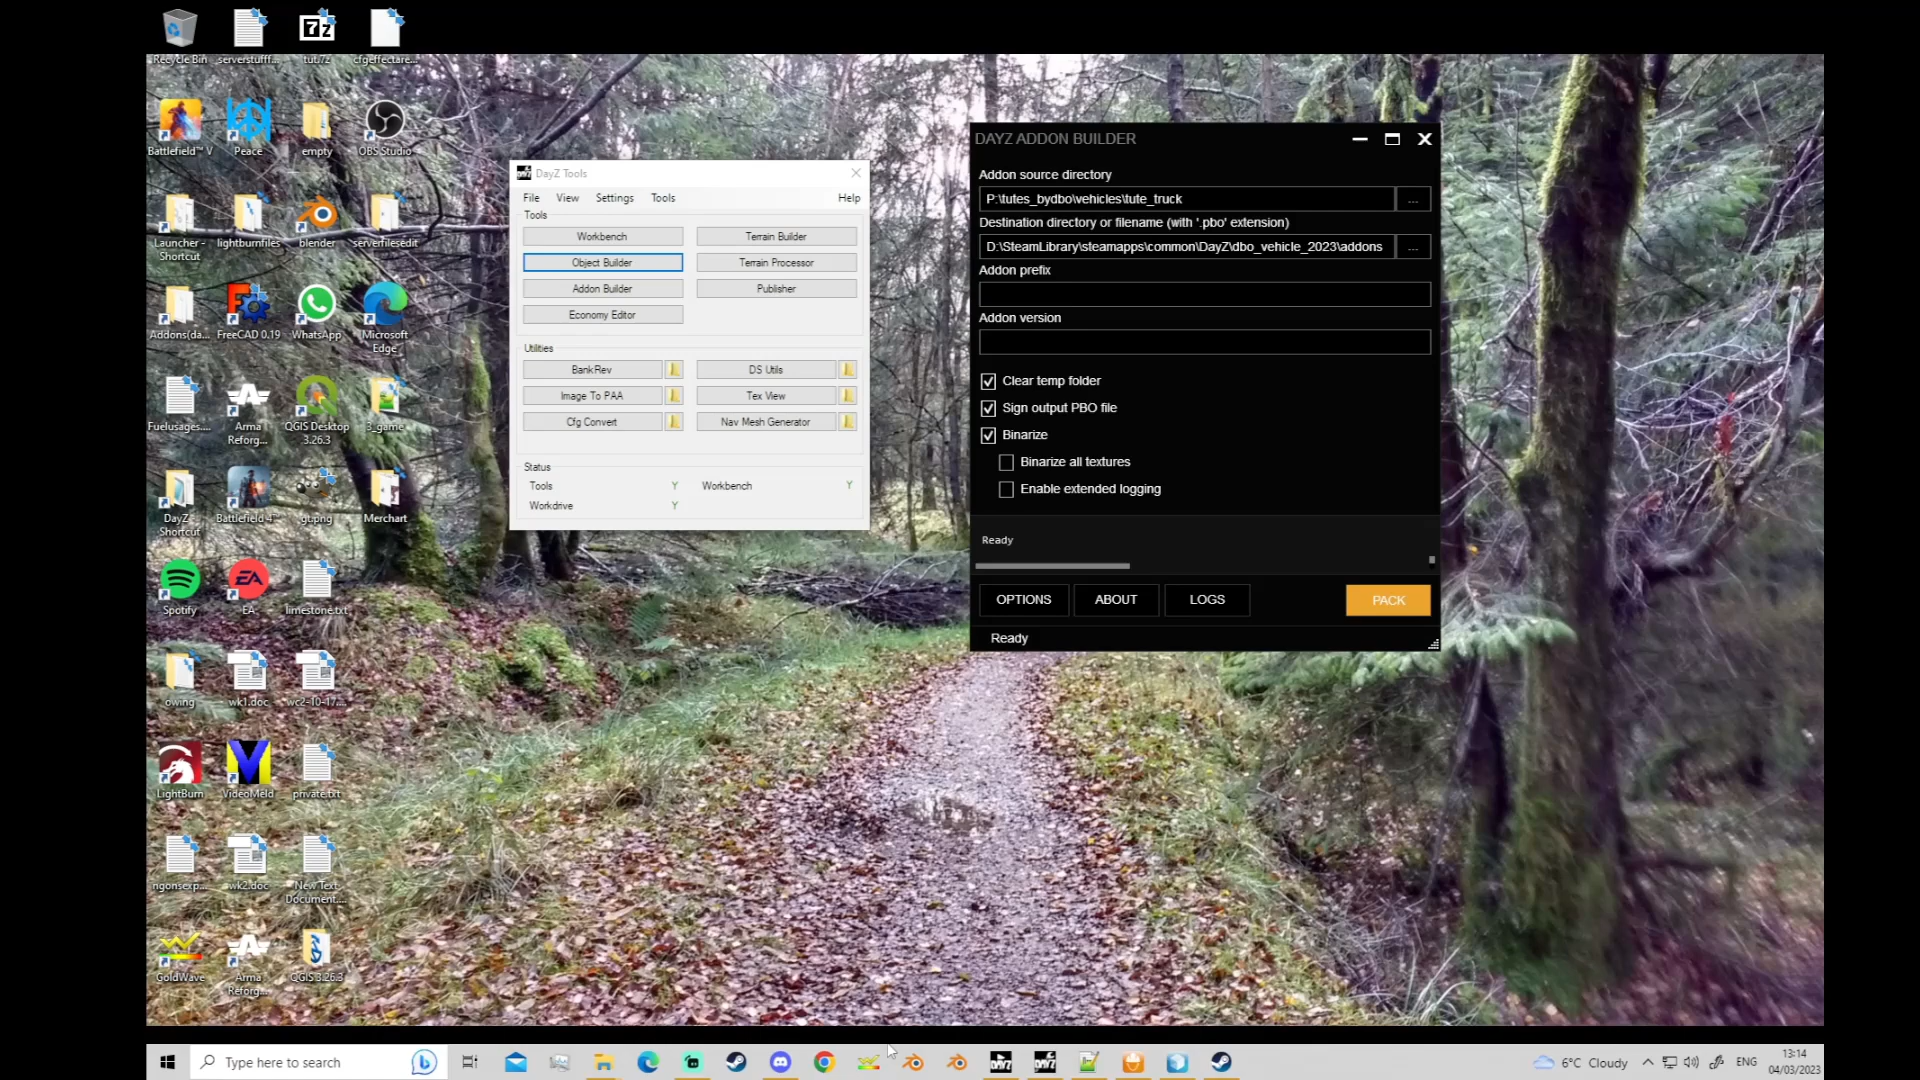 Recycle Bin
serverstufff...
tut.7z
cfgeffectare...
Battlefield™ V
Peace
empty
OBS Studio
Launcher -
Shortcut
lightburnfiles
blender
serverfilesedit
Addons(da...
FreeCAD 0.19
WhatsApp
Microsoft
Edge
Fuelusages....
Arma
Reforg...
QGIS Desktop
3.26.3
3_game
DayZ
Shortcut
Battlefield 4™
gt.png
Merchart
Spotify
EA
limestone.txt
owing
wk1.doc
wc2-10-17....
LightBurn
VideoMeld
private.txt
ngonsexp...
wk2.doc
New Text
Document....
GoldWave
Arma
Reforg...
QGIS 3.26.3
DayZ Tools
File View Settings Tools Help
Tools
Workbench Terrain Builder
Object Builder Terrain Processor
Addon Builder Publisher
Economy Editor
Utilities
BankRev DS Utils
Image To PAA Tex View
Cfg Convert Nav Mesh Generator
Status
Tools Y Workbench Y
Workdrive Y
DAYZ ADDON BUILDER
Addon source directory
P:\tutes_bydbo\vehicles\tute_truck ...
Destination directory or filename (with '.pbo' extension)
D:\SteamLibrary\steamapps\common\DayZ\dbo_vehicle_2023\addons ...
Addon prefix
Addon version
Clear temp folder
Sign output PBO file
Binarize
Binarize all textures
Enable extended logging
Ready
OPTIONS ABOUT LOGS PACK
Ready
Type here to search
6°C Cloudy
ENG
13:14
04/03/2023